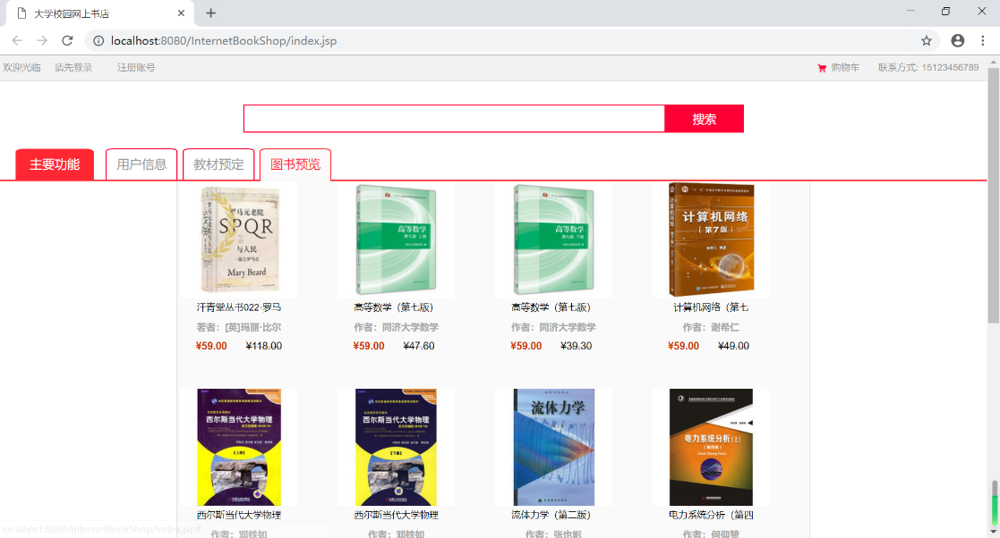 大学校园网上书店
localhost:8080/InternetBookShop/index.jsp
欢迎光临 请先登录 注册账号 购物车 联系方式: 15123456789
搜索
主要功能 用户信息 教材预定 图书预览
罗马元老院
SPQR
与人民
一部古罗马史
Mary Beard
高等数学
第七版 上册
高等数学
第七版 下册
计算机网络
(第7版)
谢希仁 编著
汗青堂丛书022·罗马 高等数学（第七版） 高等数学（第七版） 计算机网络（第七
著者：[英]玛丽·比尔 作者：同济大学数学 作者：同济大学数学 作者：谢希仁
¥59.00 ¥118.00 ¥59.00 ¥47.60 ¥59.00 ¥39.30 ¥59.00 ¥49.00
西尔斯当代大学物理
【上册】
西尔斯当代大学物理
【下册】
流体力学
电力系统分析(上)
西尔斯当代大学物理 西尔斯当代大学物理 流体力学（第二版） 电力系统分析（第四
作者：邓铁如 作者：邓铁如 作者：张也影 作者：何仰赞
localhost:8080/InternetBookShop/index.jsp#